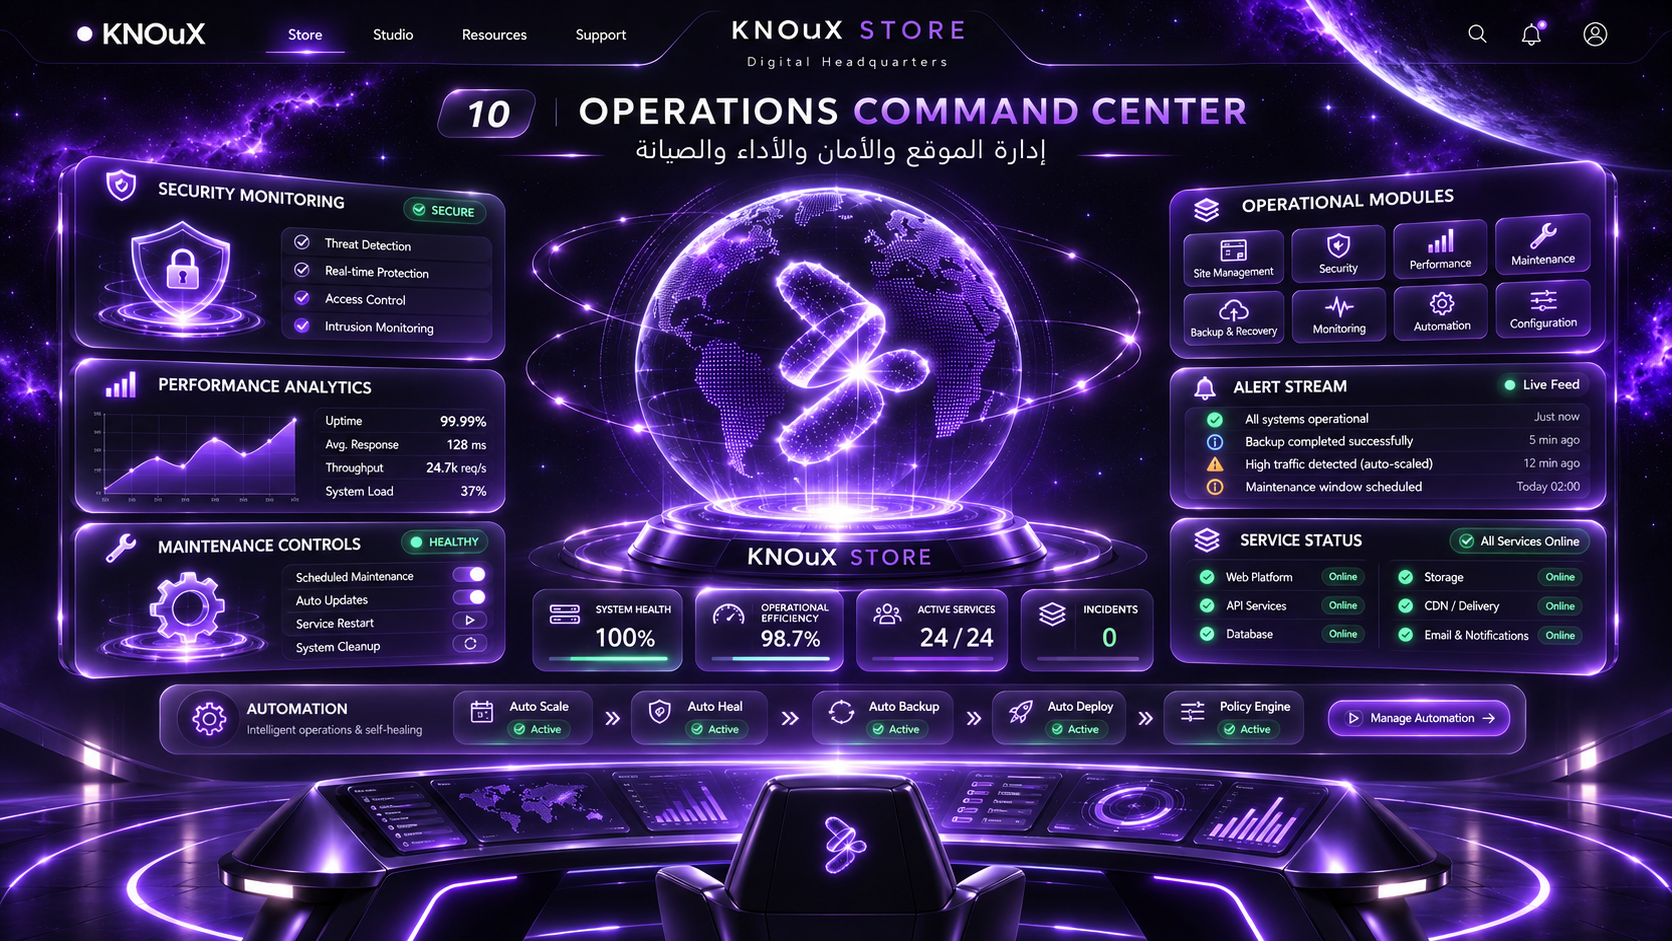 KNOuX
Store
Studio
Resources
Support
KNOuX STORE
Digital Headquarters
10
OPERATIONS COMMAND CENTER
إدارة الموقع والأمان والأداء والصيانة
SECURITY MONITORING
SECURE
Threat Detection
Real-time Protection
Access Control
Intrusion Monitoring
PERFORMANCE ANALYTICS
Uptime 99.99%
Avg. Response 128 ms
Throughput 24.7k req/s
System Load 37%
MAINTENANCE CONTROLS
HEALTHY
Scheduled Maintenance
Auto Updates
Service Restart
System Cleanup
KNOuX STORE
SYSTEM HEALTH
100%
OPERATIONAL
EFFICIENCY
98.7%
ACTIVE SERVICES
24 / 24
INCIDENTS
0
OPERATIONAL MODULES
Site Management
Security
Performance
Maintenance
Backup & Recovery
Monitoring
Automation
Configuration
ALERT STREAM
Live Feed
All systems operational Just now
Backup completed successfully 5 min ago
High traffic detected (auto-scaled) 12 min ago
Maintenance window scheduled Today 02:00
SERVICE STATUS
All Services Online
Web Platform Online
API Services Online
Database Online
Storage Online
CDN / Delivery Online
Email & Notifications Online
AUTOMATION
Intelligent operations & self-healing
Auto Scale
Active
Auto Heal
Active
Auto Backup
Active
Auto Deploy
Active
Policy Engine
Active
Manage Automation